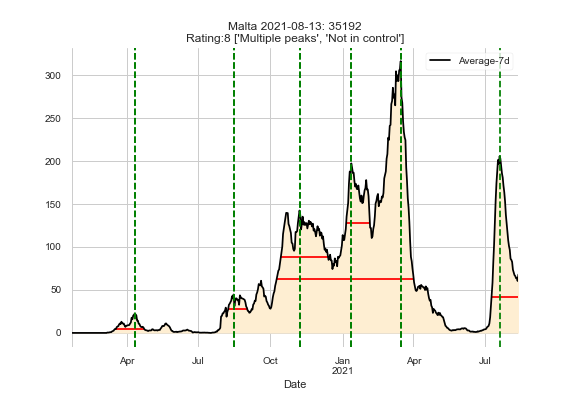 Malta 2021-08-13: 35192
Rating:8 ['Multiple peaks', 'Not in control']
Average-7d
300
250
200
150
100
50
0
Apr Jul Oct Jan Apr Jul
2021
Date